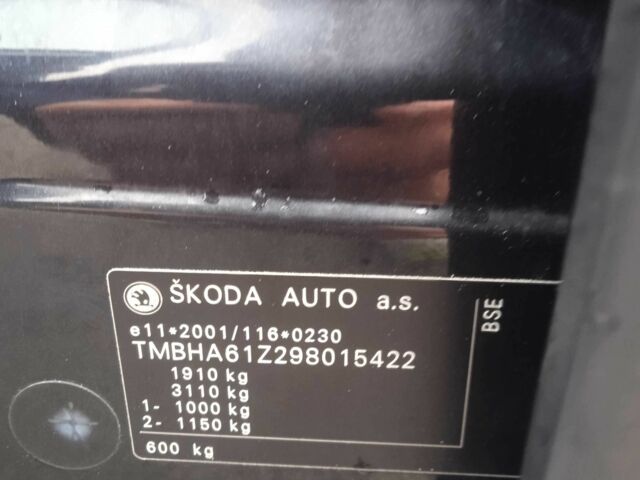 ŠKODA AUTO a.s.
e11*2001/116*0230
TMBHA61Z298015422
1910 kg
3110 kg
1- 1000 kg
2- 1150 kg
600 kg
BSE